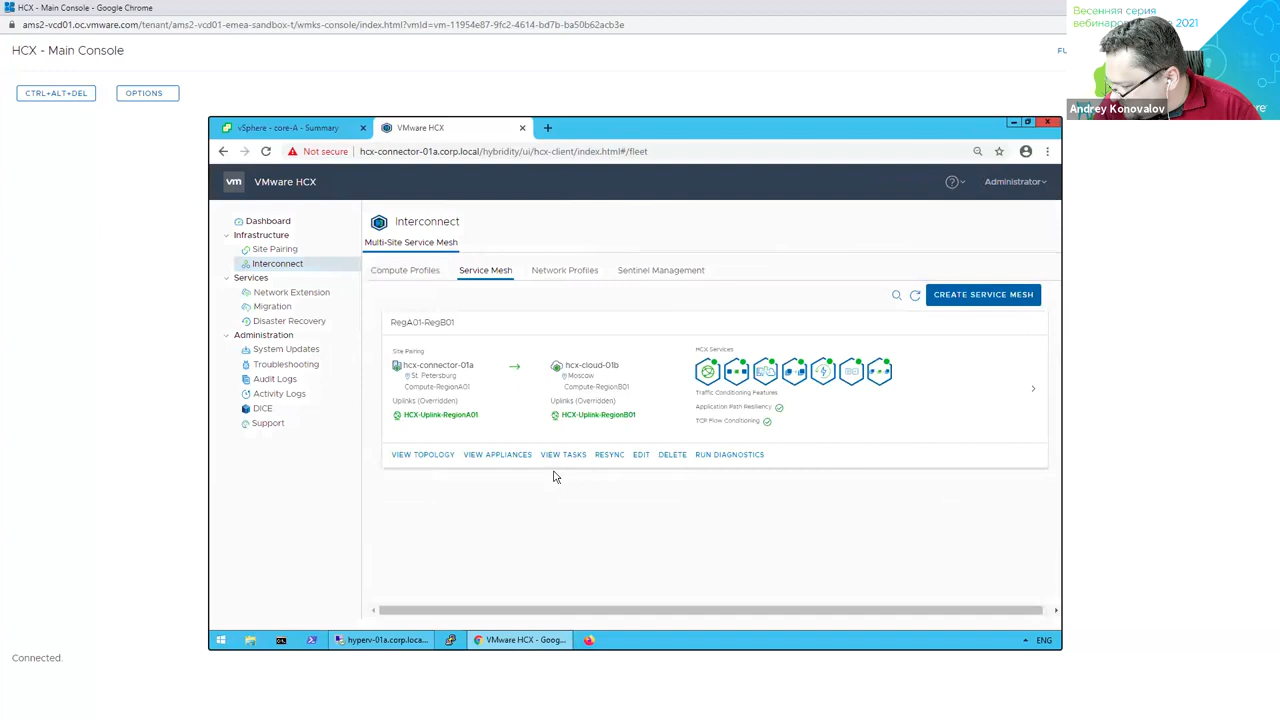 HCX - Main Console - Google Chrome
ams2-vcd01.oc.vmware.com/tenant/ams2-vcd01-emea-sandbox-t/wmks-console/index.html?vmId=vm-11954e87-9fc2-4614-bd7b-ba50b62acb3e
HCX - Main Console
FU
CTRL+ALT+DEL
OPTIONS
Весенняя серия
вебинаров
2021
Andrey Konovalov
vSphere - core-A - Summary
VMware HCX
Not secure
hcx-connector-01a.corp.local/hybridity/ui/hcx-client/index.html#/fleet
vm
VMware HCX
Administrator
Dashboard
Infrastructure
Site Pairing
Interconnect
Services
Network Extension
Migration
Disaster Recovery
Administration
System Updates
Troubleshooting
Audit Logs
Activity Logs
DICE
Support
Interconnect
Multi-Site Service Mesh
Compute Profiles
Service Mesh
Network Profiles
Sentinel Management
CREATE SERVICE MESH
RegA01-RegB01
Site Pairing
hcx-connector-01a
St. Petersburg
Compute-RegionA01
Uplinks (Overridden)
HCX-Uplink-RegionA01
hcx-cloud-01b
Moscow
Compute-RegionB01
Uplinks (Overridden)
HCX-Uplink-RegionB01
HCX Services
Traffic Conditioning Features
Application Path Resiliency
TCP Flow Conditioning
VIEW TOPOLOGY
VIEW APPLIANCES
VIEW TASKS
RESYNC
EDIT
DELETE
RUN DIAGNOSTICS
hyperv-01a.corp.loca...
VMware HCX - Goog...
ENG
Connected.